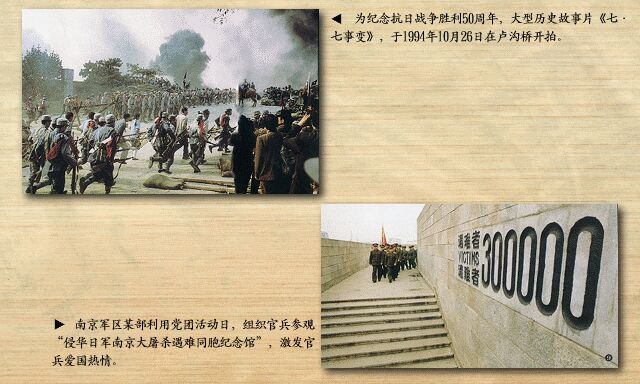 ◀ 为纪念抗日战争胜利50周年，大型历史故事片《七·
七事变》，于1994年10月26日在卢沟桥开拍。
遇难者
VICTIMS
遭難者
300000
▶ 南京军区某部利用党团活动日，组织官兵参观
“侵华日军南京大屠杀遇难同胞纪念馆”，激发官
兵爱国热情。